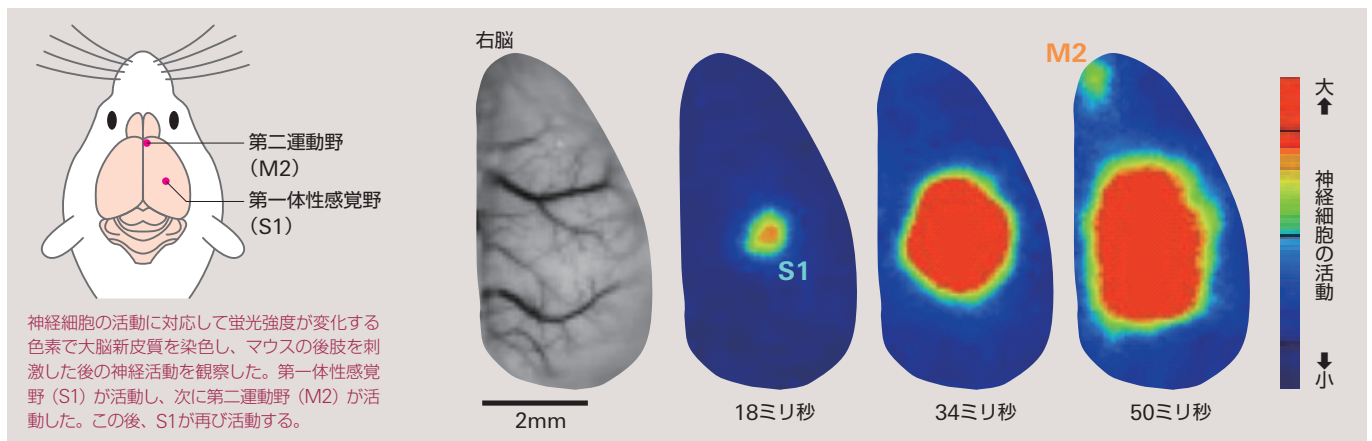 第二運動野
(M2)
第一体性感覚野
(S1)
神経細胞の活動に対応して蛍光強度が変化する
色素で大脳新皮質を染色し、マウスの後肢を刺
激した後の神経活動を観察した。第一体性感覚
野(S1)が活動し、次に第二運動野(M2)が活
動した。この後、S1が再び活動する。
右脳
2mm
S1
18ミリ秒
34ミリ秒
M2
50ミリ秒
大⬆
神経細胞の活動
⬇小